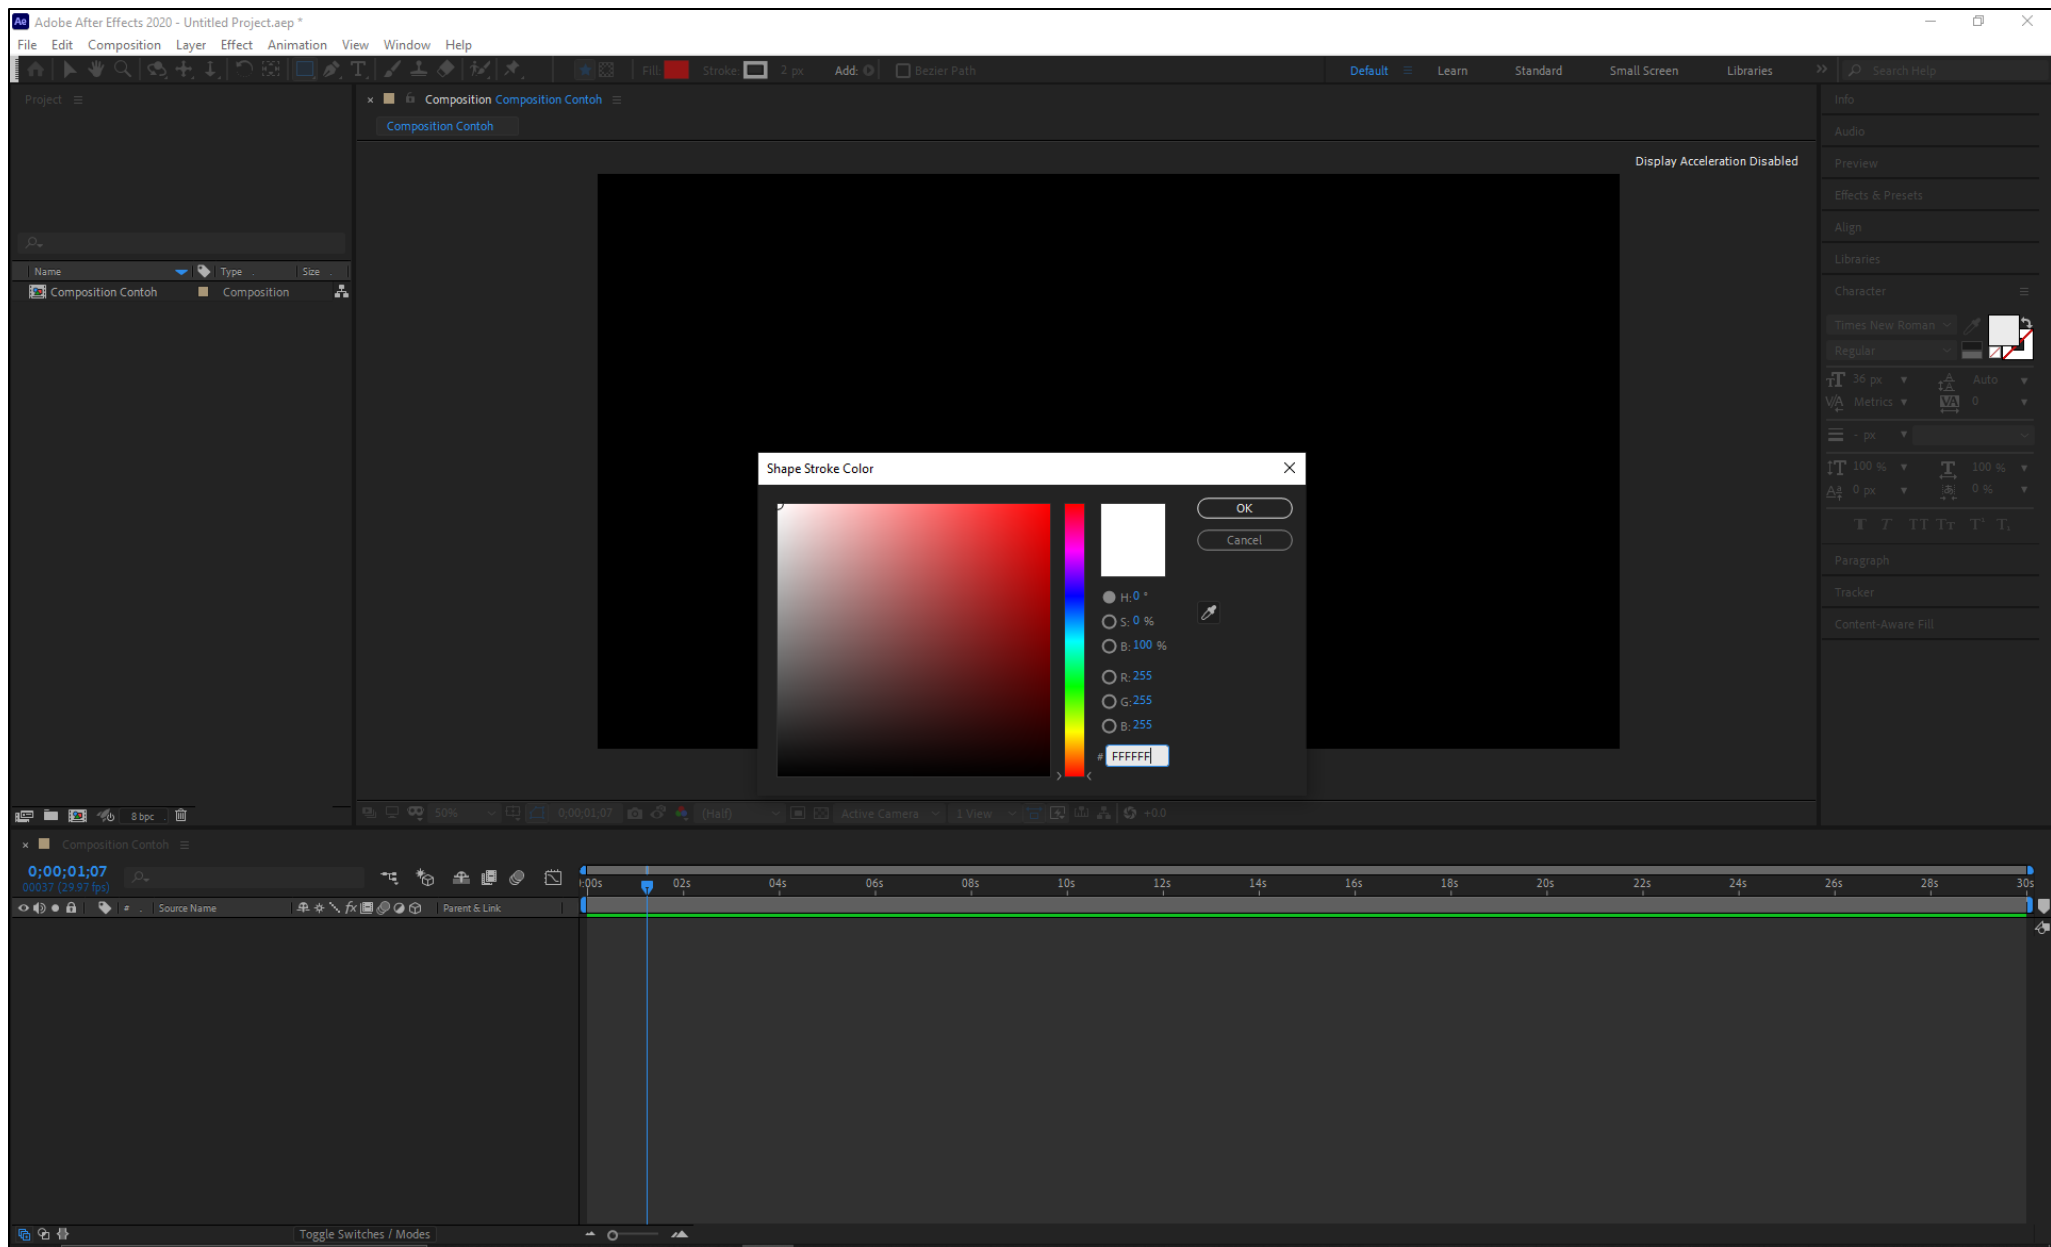 Ae Adobe After Effects 2020 - Untitled Project.aep *
File Edit Composition Layer Effect Animation View Window Help
Fill: Stroke: 2 px Add: Bezier Path Default Learn Standard Small Screen Libraries Search Help
Project
Composition Composition Contoh
Composition Contoh
Display Acceleration Disabled
Name Type Size
Composition Contoh Composition
8 bpc
Shape Stroke Color
OK
Cancel
H: 0 °
S: 0 %
B: 100 %
R: 255
G: 255
B: 255
# FFFFFF
50% 0;00;01;07 (Half) Active Camera 1 View +0.0
Info
Audio
Preview
Effects & Presets
Align
Libraries
Character
Times New Roman
Regular
36 px Auto
Metrics 0
- px
100 % 100 %
0 px 0 %
T T TT Tт T¹ T₁
Paragraph
Tracker
Content-Aware Fill
Composition Contoh
0;00;01;07
00037 (29.97 fps)
:00s 02s 04s 06s 08s 10s 12s 14s 16s 18s 20s 22s 24s 26s 28s 30s
# Source Name fx Parent & Link
Toggle Switches / Modes